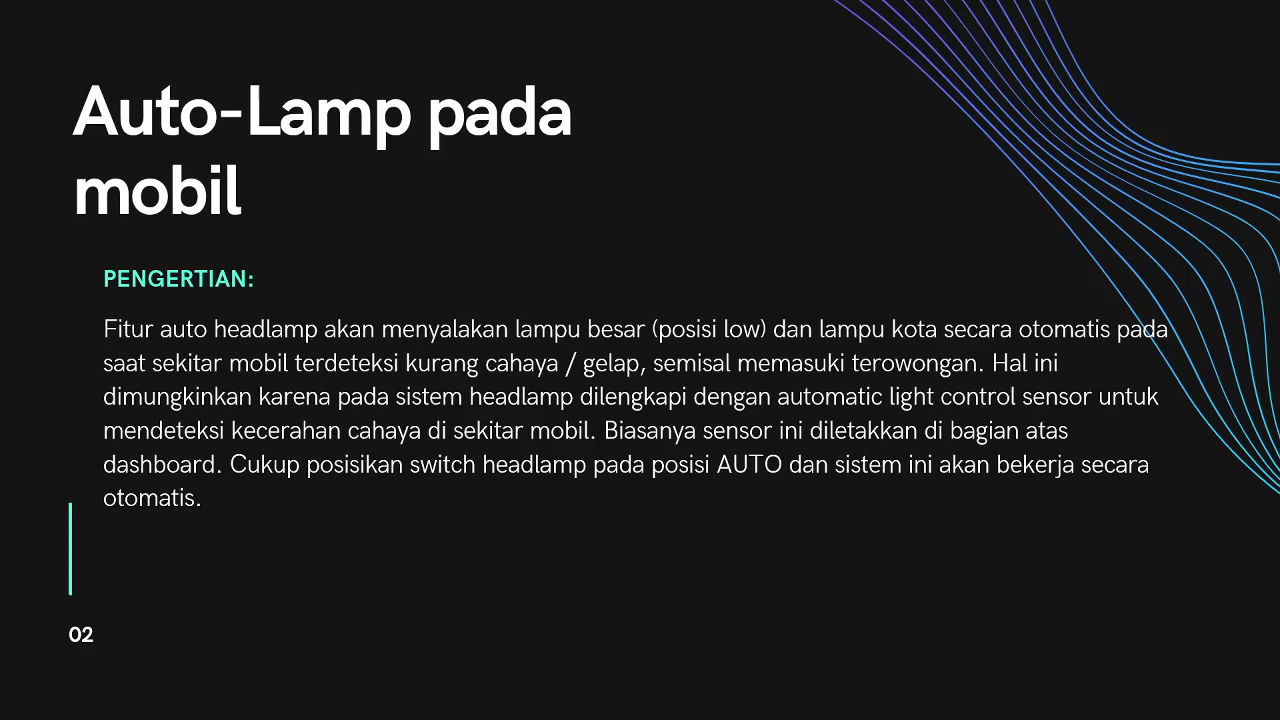 Auto-Lamp pada
mobil
PENGERTIAN:
Fitur auto headlamp akan menyalakan lampu besar (posisi low) dan lampu kota secara otomatis pada
saat sekitar mobil terdeteksi kurang cahaya / gelap, semisal memasuki terowongan. Hal ini
dimungkinkan karena pada sistem headlamp dilengkapi dengan automatic light control sensor untuk
mendeteksi kecerahan cahaya di sekitar mobil. Biasanya sensor ini diletakkan di bagian atas
dashboard. Cukup posisikan switch headlamp pada posisi AUTO dan sistem ini akan bekerja secara
otomatis.
02